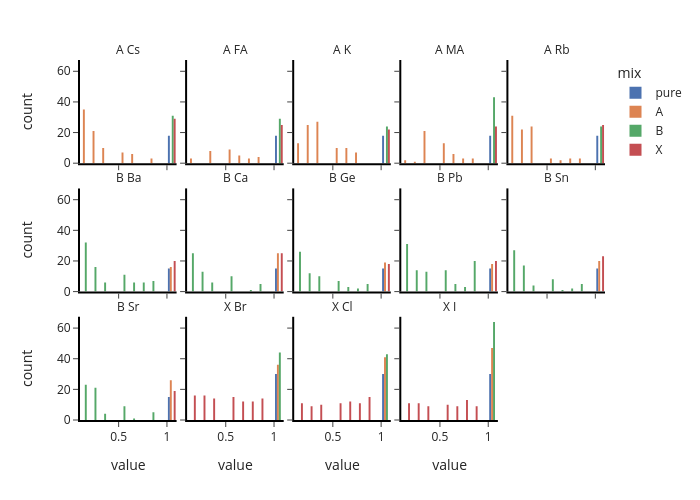 A Cs A FA A K A MA A Rb
mix
pure
A
B
X
60
40
20
0
count
B Ba B Ca B Ge B Pb B Sn
60
40
20
0
count
B Sr X Br X Cl X I
60
40
20
0
count
0.5 1 0.5 1 0.5 1 0.5 1
value value value value